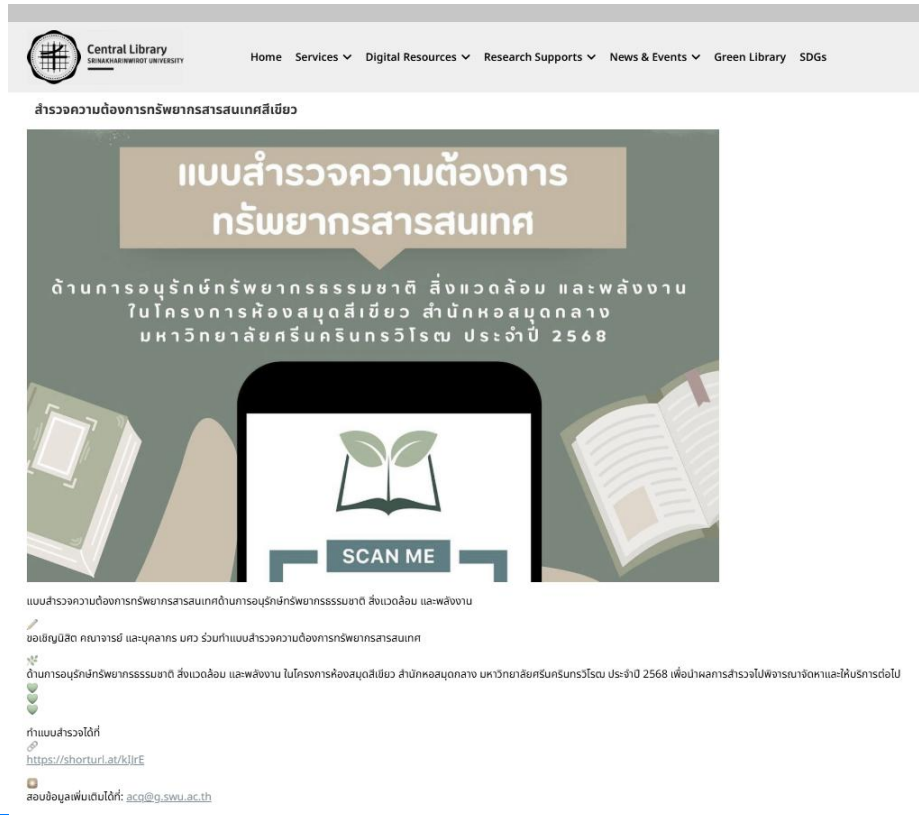 Central Library
SRINAKHARINWIROT UNIVERSITY
Home Services Digital Resources Research Supports News & Events Green Library SDGs
สำรวจความต้องการทรัพยากรสารสนเทศสีเขียว
แบบสำรวจความต้องการ
ทรัพยากรสารสนเทศ
ด้านการอนุรักษ์ทรัพยากรธรรมชาติ สิ่งแวดล้อม และพลังงาน
ในโครงการห้องสมุดสีเขียว สำนักหอสมุดกลาง
มหาวิทยาลัยศรีนครินทรวิโรฒ ประจำปี 2568
SCAN ME
แบบสำรวจความต้องการทรัพยากรสารสนเทศด้านการอนุรักษ์ทรัพยากรธรรมชาติ สิ่งแวดล้อม และพลังงาน
ขอเชิญนิสิต คณาจารย์ และบุคลากร มศว ร่วมทำแบบสำรวจความต้องการทรัพยากรสารสนเทศ
ด้านการอนุรักษ์ทรัพยากรธรรมชาติ สิ่งแวดล้อม และพลังงาน ในโครงการห้องสมุดสีเขียว สำนักหอสมุดกลาง มหาวิทยาลัยศรีนครินทรวิโรฒ ประจำปี 2568 เพื่อนำผลการสำรวจไปพิจารณาจัดหาและให้บริการต่อไป
ทำแบบสำรวจได้ที่
https://shorturl.at/kJIrE
สอบข้อมูลเพิ่มเติมได้ที่: acq@g.swu.ac.th